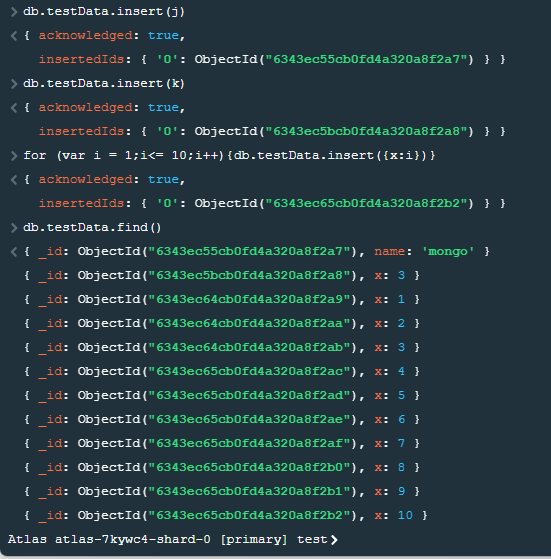 > db.testData.insert(j)
< { acknowledged: true,
insertedIds: { '0': ObjectId("6343ec55cb0fd4a320a8f2a7") } }
> db.testData.insert(k)
< { acknowledged: true,
insertedIds: { '0': ObjectId("6343ec5bcb0fd4a320a8f2a8") } }
> for (var i = 1;i<= 10;i++){db.testData.insert({x:i})}
< { acknowledged: true,
insertedIds: { '0': ObjectId("6343ec65cb0fd4a320a8f2b2") } }
> db.testData.find()
< { _id: ObjectId("6343ec55cb0fd4a320a8f2a7"), name: 'mongo' }
{ _id: ObjectId("6343ec5bcb0fd4a320a8f2a8"), x: 3 }
{ _id: ObjectId("6343ec64cb0fd4a320a8f2a9"), x: 1 }
{ _id: ObjectId("6343ec64cb0fd4a320a8f2aa"), x: 2 }
{ _id: ObjectId("6343ec64cb0fd4a320a8f2ab"), x: 3 }
{ _id: ObjectId("6343ec65cb0fd4a320a8f2ac"), x: 4 }
{ _id: ObjectId("6343ec65cb0fd4a320a8f2ad"), x: 5 }
{ _id: ObjectId("6343ec65cb0fd4a320a8f2ae"), x: 6 }
{ _id: ObjectId("6343ec65cb0fd4a320a8f2af"), x: 7 }
{ _id: ObjectId("6343ec65cb0fd4a320a8f2b0"), x: 8 }
{ _id: ObjectId("6343ec65cb0fd4a320a8f2b1"), x: 9 }
{ _id: ObjectId("6343ec65cb0fd4a320a8f2b2"), x: 10 }
Atlas atlas-7kywc4-shard-0 [primary] test>